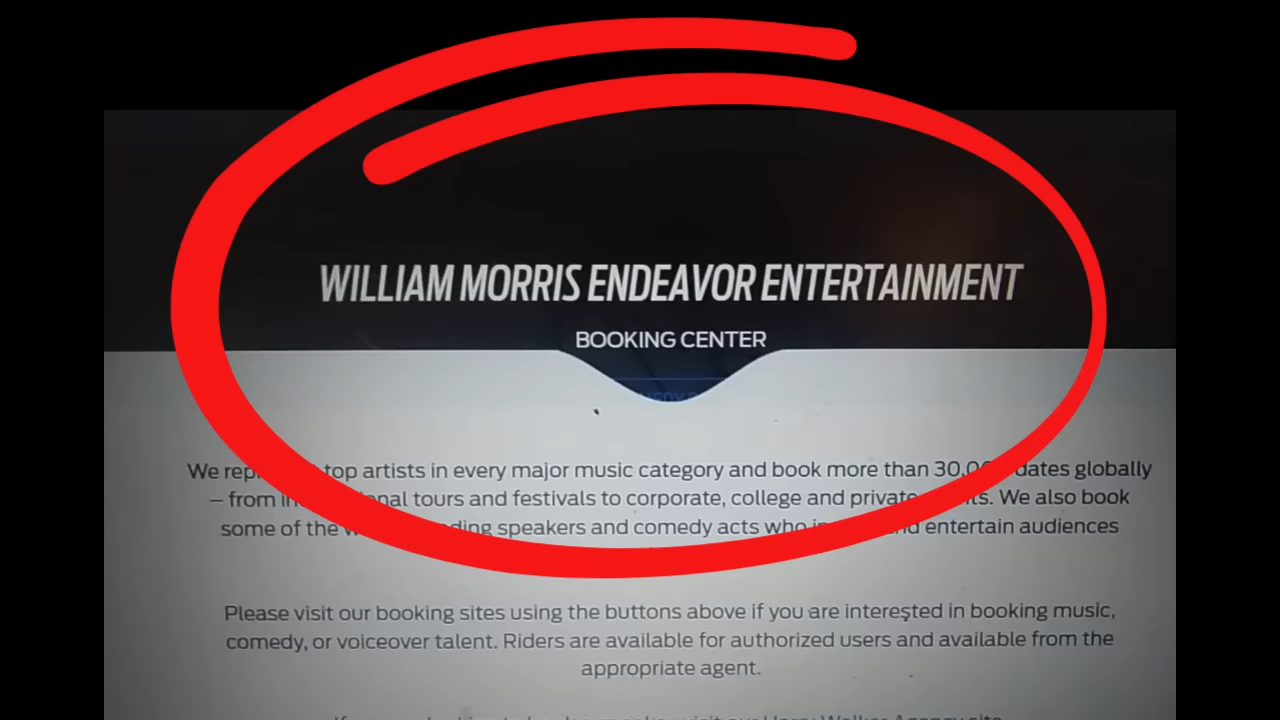 WILLIAM MORRIS ENDEAVOR ENTERTAINMENT
BOOKING CENTER
We top artists in every major music category and book more than dates globally
– from tours and festivals to corporate, college and private We also book
some of the speakers and comedy acts who entertain audiences
Please visit our booking sites using the buttons above if you are interested in booking music,
comedy, or voiceover talent. Riders are available for authorized users and available from the
appropriate agent.